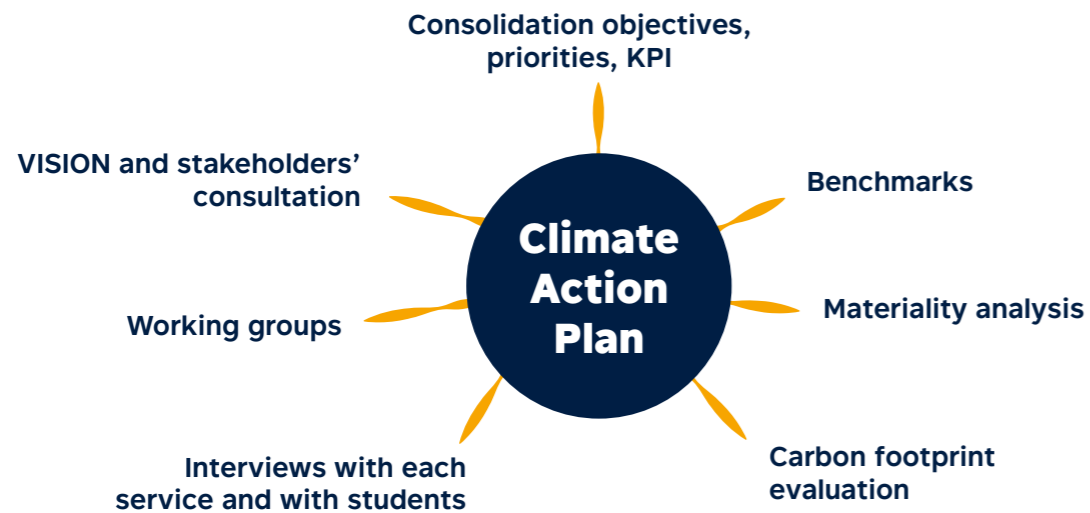 Consolidation objectives,
priorities, KPI
VISION and stakeholders’
consultation
Benchmarks
Climate
Action
Plan
Working groups
Materiality analysis
Interviews with each
service and with students
Carbon footprint
evaluation